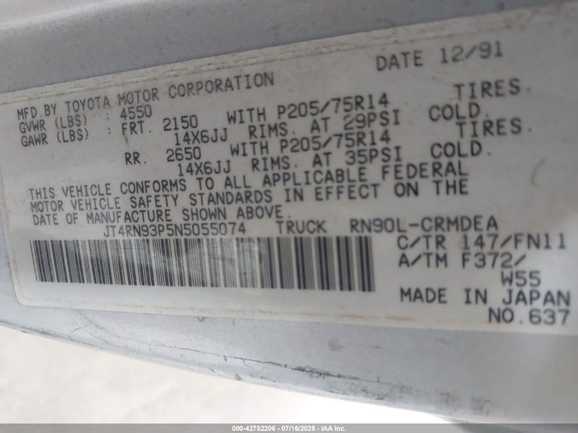 MFD.BY TOYOTA MOTOR CORPORATION DATE 12/91
GVWR (LBS) : 4550
GAWR (LBS) : FRT. 2150 WITH P205/75R14 TIRES.
14X6JJ RIMS. AT 29PSI COLD.
RR. 2650 WITH P205/75R14 TIRES.
14X6JJ RIMS. AT 35PSI COLD.
THIS VEHICLE CONFORMS TO ALL APPLICABLE FEDERAL
MOTOR VEHICLE SAFETY STANDARDS IN EFFECT ON THE
DATE OF MANUFACTURE SHOWN ABOVE.
JT4RN93P5N5055074 TRUCK RN90L-CRMDEA
C/TR 147/FN11
A/TM F372/
W55
MADE IN JAPAN
NO.637
000-42752206 - 07/16/2025 - IAA Inc.